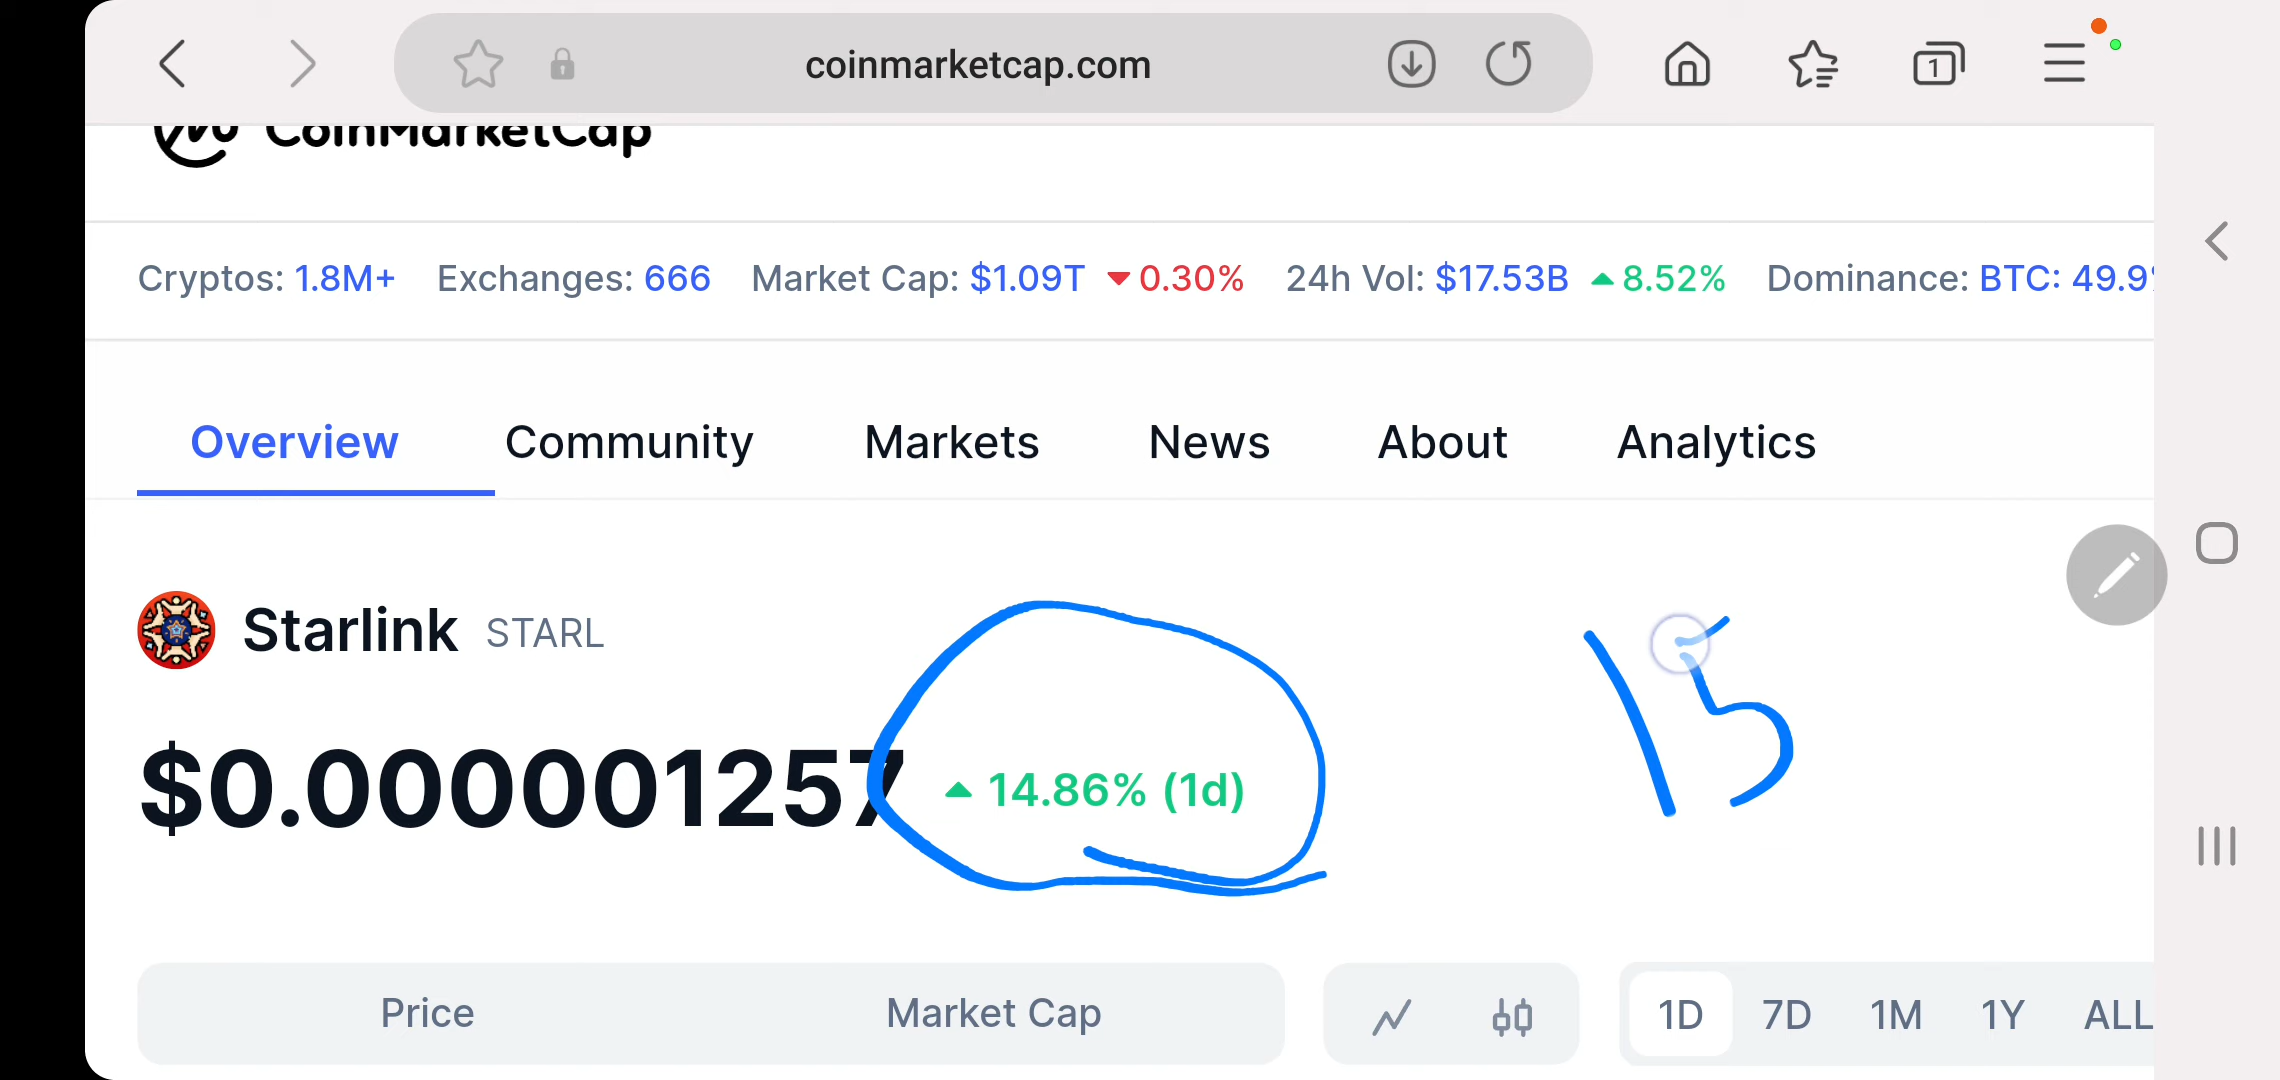 coinmarketcap.com
1
CoinMarketCap
Cryptos: 1.8M+ Exchanges: 666 Market Cap: $1.09T 0.30% 24h Vol: $17.53B 8.52% Dominance: BTC: 49.9%
Overview Community Markets News About Analytics
Starlink STARL
15
$0.000001257 14.86% (1d)
Price Market Cap 1D 7D 1M 1Y ALL